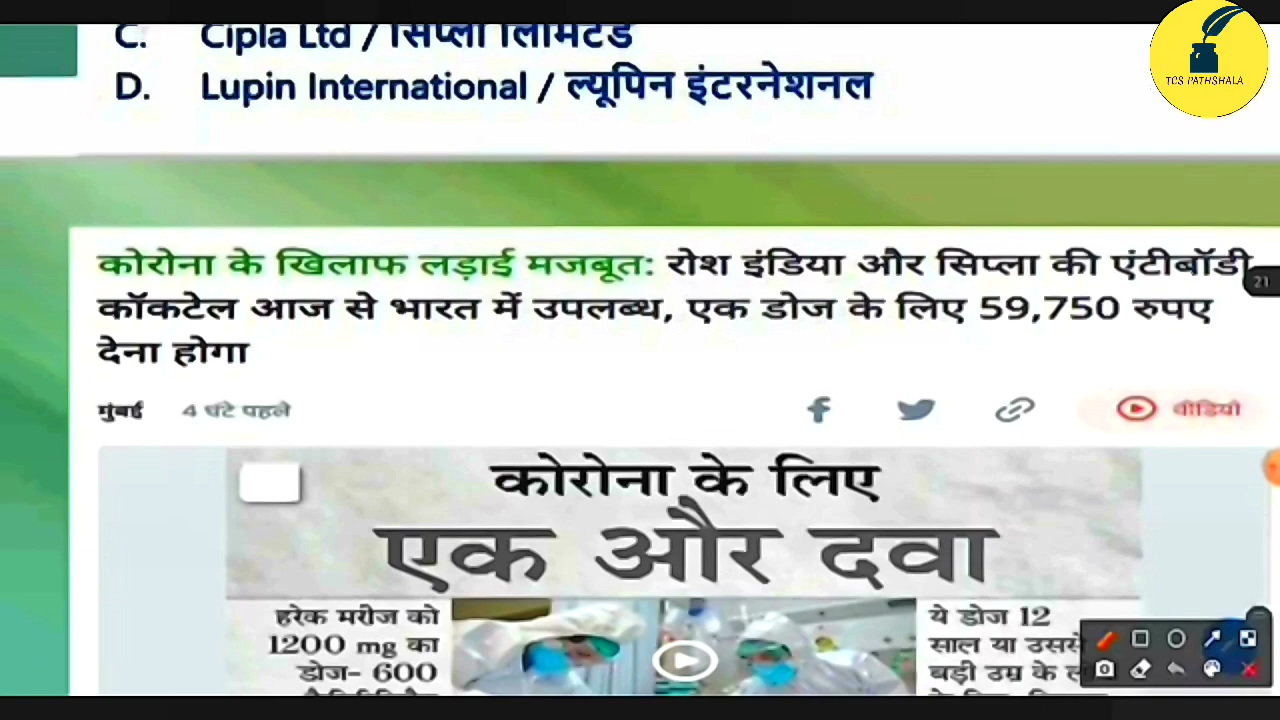 C. Cipla Ltd / सिप्ला लिमिटेड
D. Lupin International / ल्यूपिन इंटरनेशनल
TCS PATHSHALA
कोरोना के खिलाफ लड़ाई मजबूत: रोश इंडिया और सिप्ला की एंटीबॉडी
कॉकटेल आज से भारत में उपलब्ध, एक डोज के लिए 59,750 रुपए
देना होगा
21
मुंबई 4 घंटे पहले
वीडियो
कोरोना के लिए
एक और दवा
हरेक मरीज को
1200 mg का
डोज- 600
ये डोज 12
साल या उससे
बड़ी उम्र के